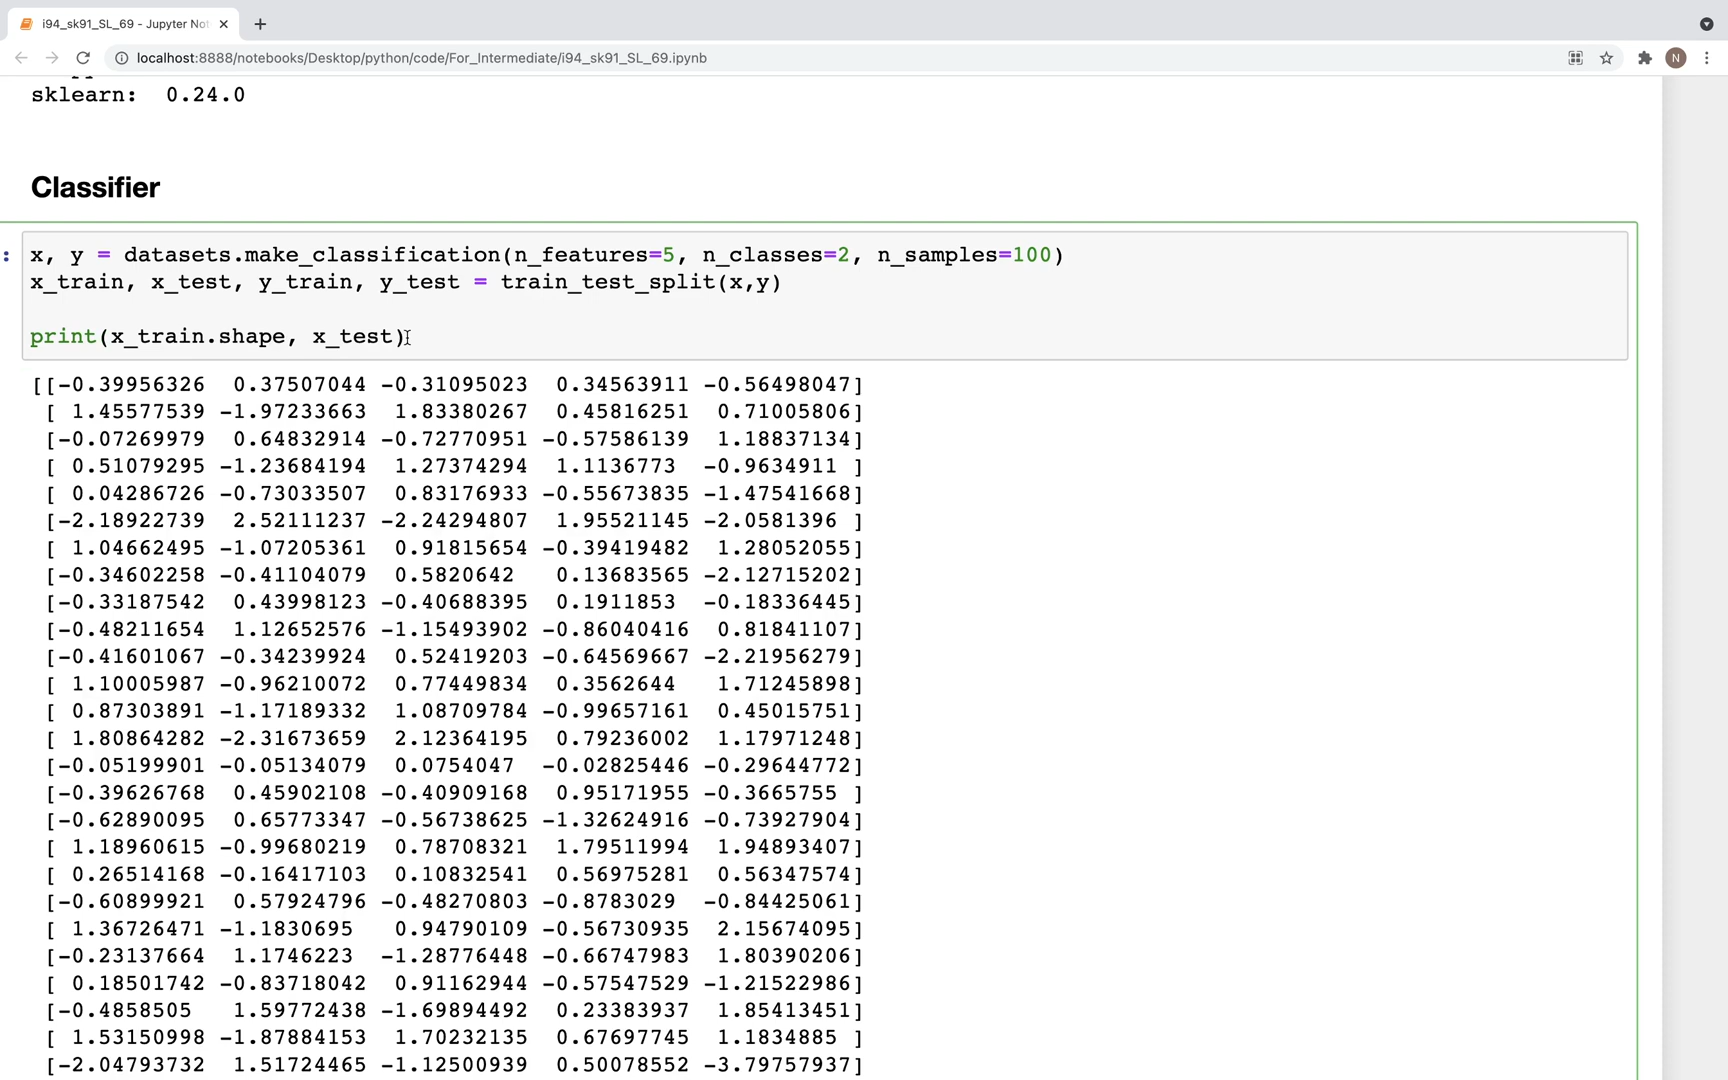 i94_sk91_SL_69 - Jupyter Not
localhost:8888/notebooks/Desktop/python/code/For_Intermediate/i94_sk91_SL_69.ipynb
N
sklearn: 0.24.0
Classifier
x, y = datasets.make_classification(n_features=5, n_classes=2, n_samples=100)
x_train, x_test, y_train, y_test = train_test_split(x,y)
print(x_train.shape, x_test)
[[-0.39956326 0.37507044 -0.31095023 0.34563911 -0.56498047]
[ 1.45577539 -1.97233663 1.83380267 0.45816251 0.71005806]
[-0.07269979 0.64832914 -0.72770951 -0.57586139 1.18837134]
[ 0.51079295 -1.23684194 1.27374294 1.1136773 -0.9634911 ]
[ 0.04286726 -0.73033507 0.83176933 -0.55673835 -1.47541668]
[-2.18922739 2.52111237 -2.24294807 1.95521145 -2.0581396 ]
[ 1.04662495 -1.07205361 0.91815654 -0.39419482 1.28052055]
[-0.34602258 -0.41104079 0.5820642 0.13683565 -2.12715202]
[-0.33187542 0.43998123 -0.40688395 0.1911853 -0.18336445]
[-0.48211654 1.12652576 -1.15493902 -0.86040416 0.81841107]
[-0.41601067 -0.34239924 0.52419203 -0.64569667 -2.21956279]
[ 1.10005987 -0.96210072 0.77449834 0.3562644 1.71245898]
[ 0.87303891 -1.17189332 1.08709784 -0.99657161 0.45015751]
[ 1.80864282 -2.31673659 2.12364195 0.79236002 1.17971248]
[-0.05199901 -0.05134079 0.0754047 -0.02825446 -0.29644772]
[-0.39626768 0.45902108 -0.40909168 0.95171955 -0.3665755 ]
[-0.62890095 0.65773347 -0.56738625 -1.32624916 -0.73927904]
[ 1.18960615 -0.99680219 0.78708321 1.79511994 1.94893407]
[ 0.26514168 -0.16417103 0.10832541 0.56975281 0.56347574]
[-0.60899921 0.57924796 -0.48270803 -0.8783029 -0.84425061]
[ 1.36726471 -1.1830695 0.94790109 -0.56730935 2.15674095]
[-0.23137664 1.1746223 -1.28776448 -0.66747983 1.80390206]
[ 0.18501742 -0.83718042 0.91162944 -0.57547529 -1.21522986]
[-0.4858505 1.59772438 -1.69894492 0.23383937 1.85413451]
[ 1.53150998 -1.87884153 1.70232135 0.67697745 1.1834885 ]
[-2.04793732 1.51724465 -1.12500939 0.50078552 -3.79757937]